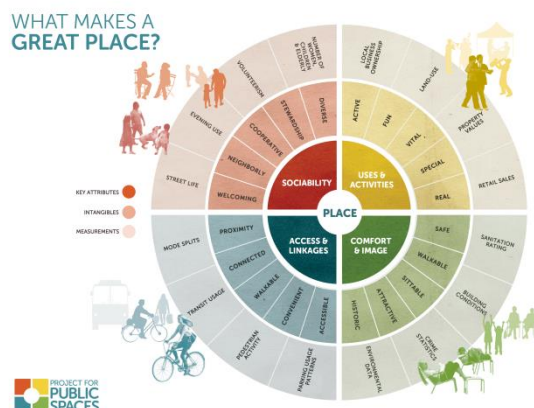 WHAT MAKES A
GREAT PLACE?
KEY ATTRIBUTES
INTANGIBLES
MEASUREMENTS
PLACE
SOCIABILITY
USES &
ACTIVITIES
ACCESS &
LINKAGES
COMFORT
& IMAGE
WELCOMING
NEIGHBORLY
COOPERATIVE
STEWARDSHIP
DIVERSE
ACTIVE
FUN
VITAL
SPECIAL
REAL
SAFE
WALKABLE
SITTABLE
ATTRACTIVE
HISTORIC
ACCESSIBLE
CONVENIENT
WALKABLE
CONNECTED
PROXIMITY
STREET LIFE
EVENING USE
VOLUNTEERISM
NUMBER OF
WOMEN,
CHILDREN
& ELDERLY
LOCAL
BUSINESS
OWNERSHIP
LAND-USE
PROPERTY
VALUES
RETAIL SALES
SANITATION
RATING
BUILDING
CONDITIONS
CRIME
STATISTICS
ENVIRONMENTAL
DATA
PARKING USAGE
PATTERNS
PEDESTRIAN
ACTIVITY
TRANSIT USAGE
MODE SPLITS
PROJECT FOR
PUBLIC
SPACES